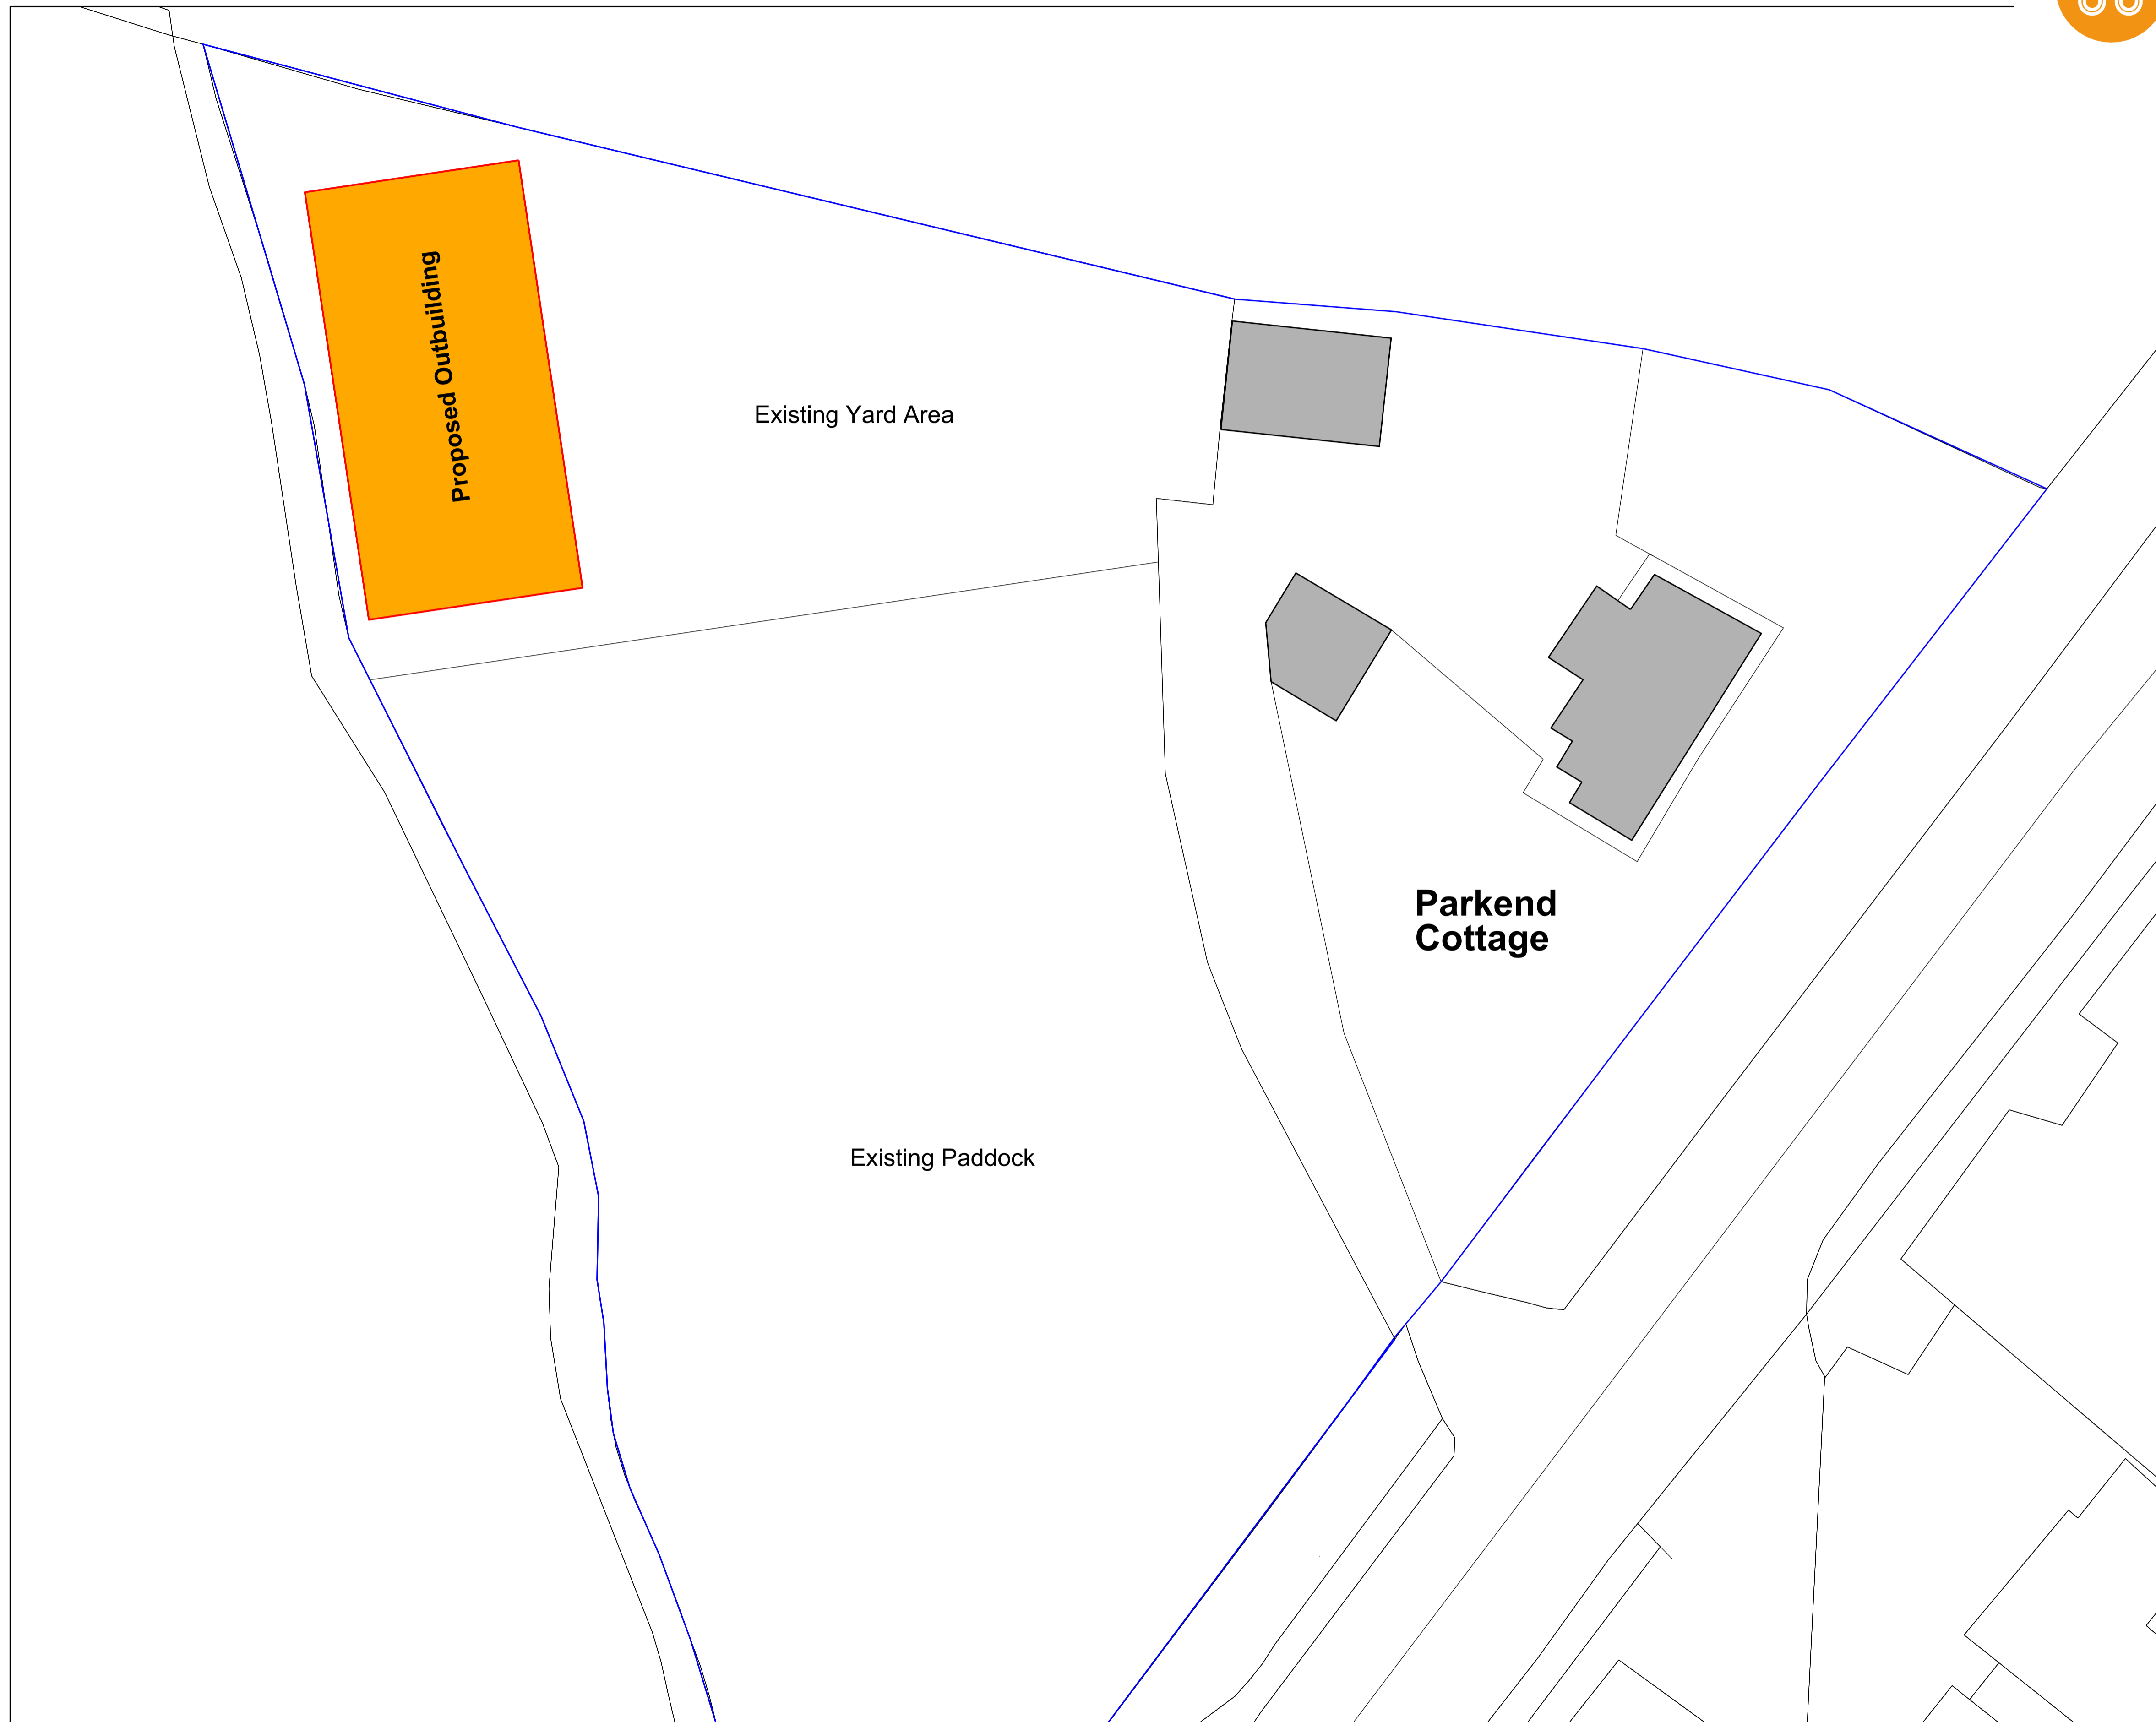 Proposed Outbuilding
Existing Yard Area
Parkend
Cottage
Existing Paddock